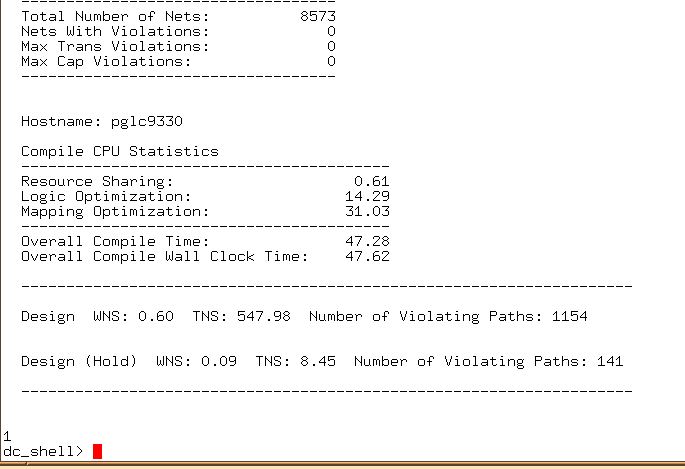 -----------------------------------
Total Number of Nets:          8573
Nets With Violations:             0
Max Trans Violations:             0
Max Cap Violations:               0
-----------------------------------
Hostname: pglc9330
Compile CPU Statistics
-----------------------------------------
Resource Sharing:                    0.61
Logic Optimization:                 14.29
Mapping Optimization:               31.03
-----------------------------------------
Overall Compile Time:               47.28
Overall Compile Wall Clock Time:    47.62
--------------------------------------------------------------------
Design  WNS: 0.60  TNS: 547.98  Number of Violating Paths: 1154
Design (Hold)  WNS: 0.09  TNS: 8.45  Number of Violating Paths: 141
--------------------------------------------------------------------
1
dc_shell>